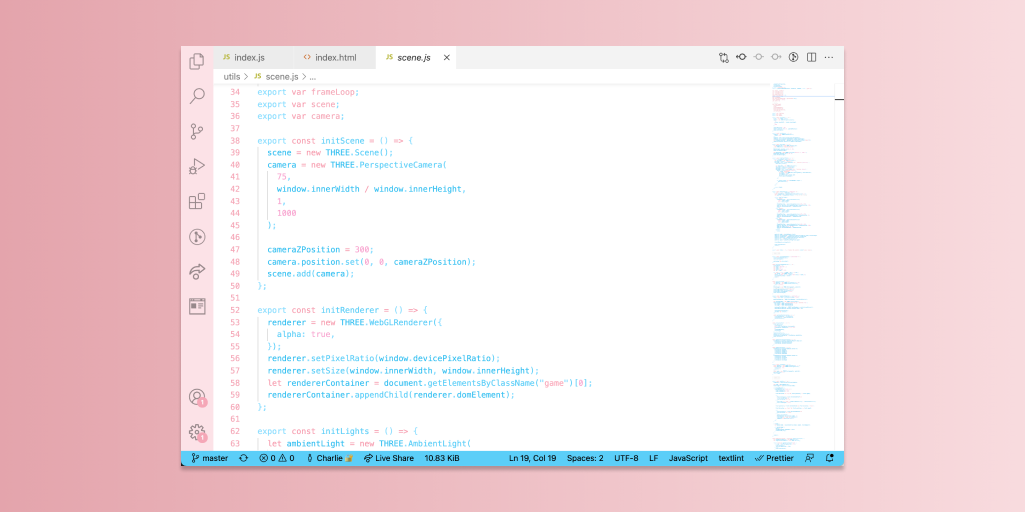 JS index.js <> index.html JS scene.js ×
utils > JS scene.js > ...
34 export var frameLoop;
35 export var scene;
36 export var camera;
37
38 export const initScene = () => {
39 scene = new THREE.Scene();
40 camera = new THREE.PerspectiveCamera(
41 75,
42 window.innerWidth / window.innerHeight,
43 1,
44 1000
45 );
46
47 cameraZPosition = 300;
48 camera.position.set(0, 0, cameraZPosition);
49 scene.add(camera);
50 };
51
52 export const initRenderer = () => {
53 renderer = new THREE.WebGLRenderer({
54 alpha: true,
55 });
56 renderer.setPixelRatio(window.devicePixelRatio);
57 renderer.setSize(window.innerWidth, window.innerHeight);
58 let rendererContainer = document.getElementsByClassName("game")[0];
59 rendererContainer.appendChild(renderer.domElement);
60 };
61
62 export const initLights = () => {
63 let ambientLight = new THREE.AmbientLight(
1
1
master 0 0 Charlie Live Share 10.83 KiB Ln 19, Col 19 Spaces: 2 UTF-8 LF JavaScript textlint Prettier